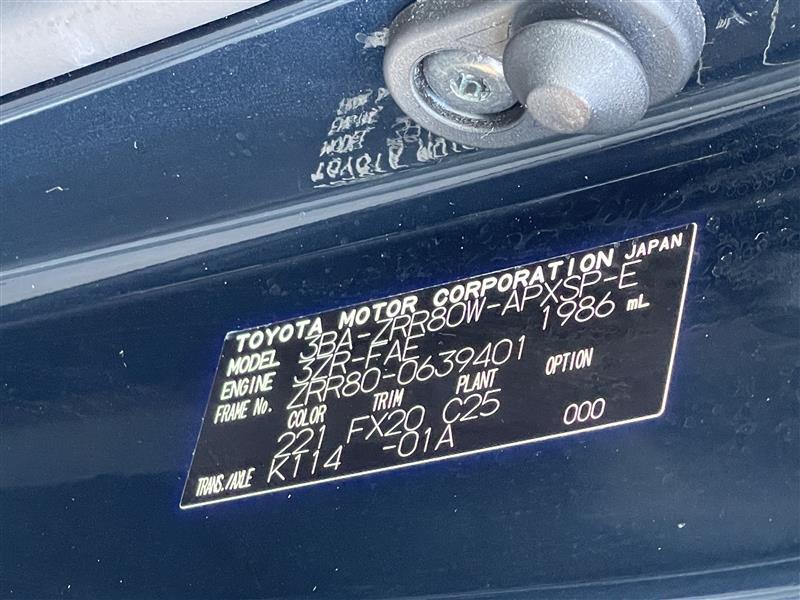 TOYOTA MOTOR CORPORATION JAPAN
MODEL 3BA-ZRR80W-APXSP-E
ENGINE 3ZR-FAE 1986 mL
FRAME No. ZRR80-0639401
COLOR TRIM PLANT OPTION
221 FX20 C25 000
TRANS./AXLE K114 -01A